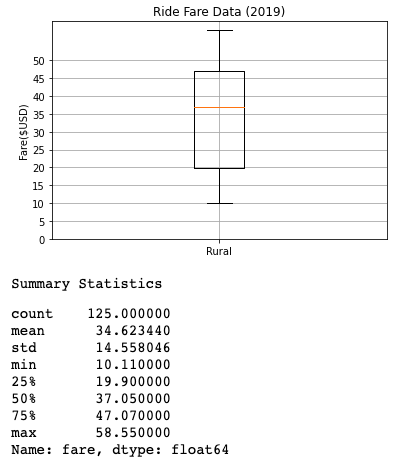 Ride Fare Data (2019)
50
45
40
35
30
25
20
15
10
5
0
Fare($USD)
Rural
Summary Statistics
count 125.000000
mean 34.623440
std 14.558046
min 10.110000
25% 19.900000
50% 37.050000
75% 47.070000
max 58.550000
Name: fare, dtype: float64